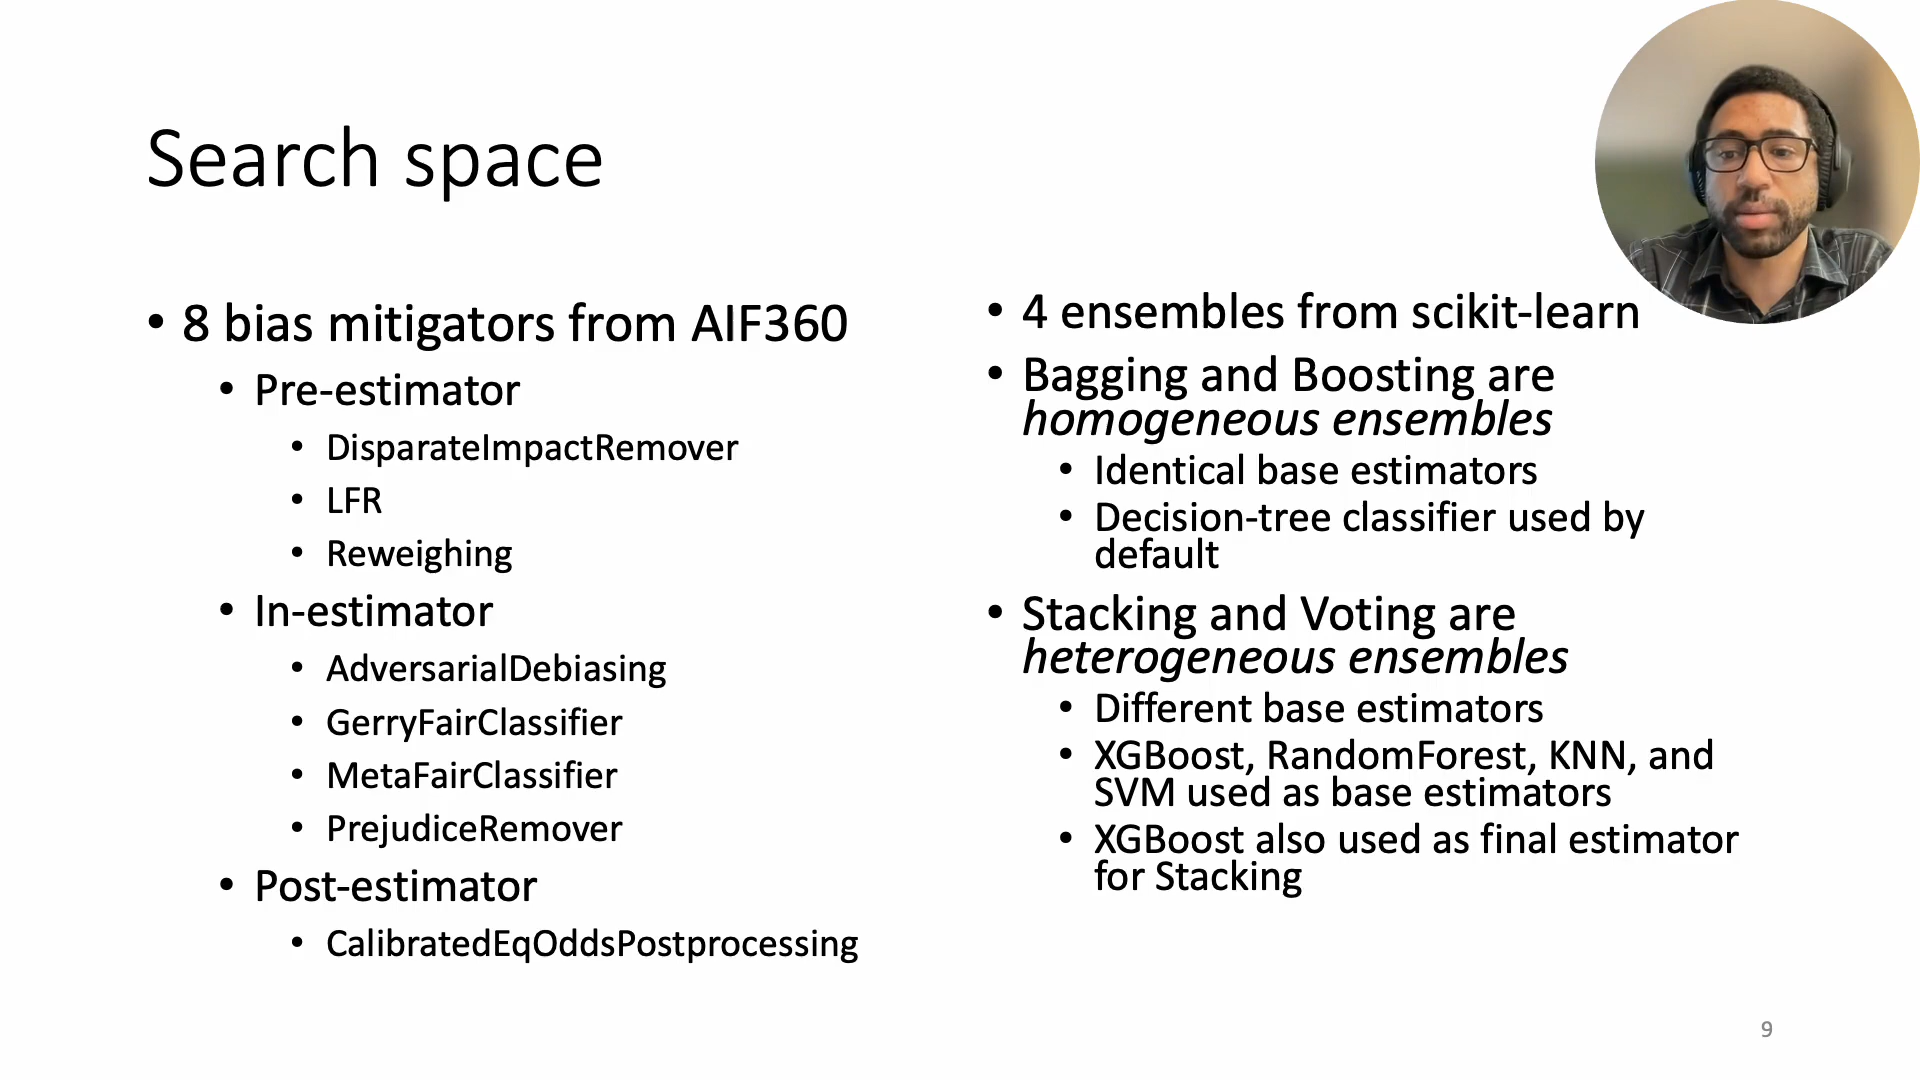 Search space
• 8 bias mitigators from AIF360
• Pre-estimator
• DisparateImpactRemover
• LFR
• Reweighing
• In-estimator
• AdversarialDebiasing
• GerryFairClassifier
• MetaFairClassifier
• PrejudiceRemover
• Post-estimator
• CalibratedEqOddsPostprocessing
• 4 ensembles from scikit-learn
• Bagging and Boosting are
homogeneous ensembles
• Identical base estimators
• Decision-tree classifier used by
default
• Stacking and Voting are
heterogeneous ensembles
• Different base estimators
• XGBoost, RandomForest, KNN, and
SVM used as base estimators
• XGBoost also used as final estimator
for Stacking
9